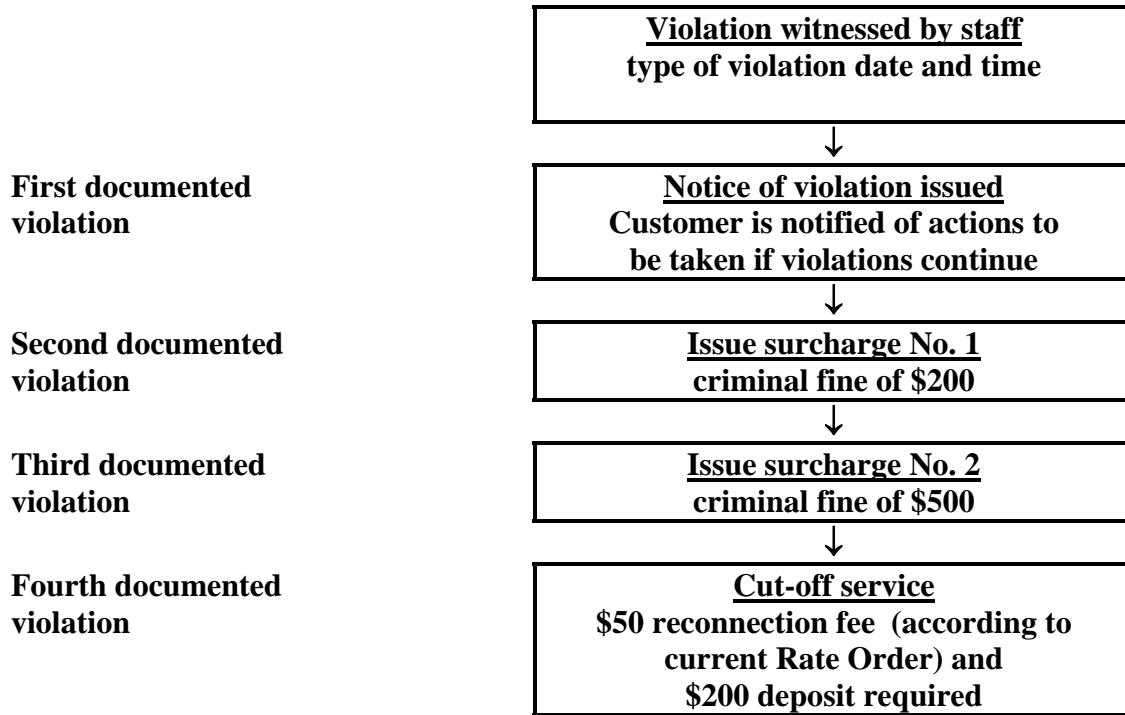 Violation witnessed by staff
type of violation date and time
↓
First documented
violation
Notice of violation issued
Customer is notified of actions to
be taken if violations continue
↓
Second documented
violation
Issue surcharge No. 1
criminal fine of $200
↓
Third documented
violation
Issue surcharge No. 2
criminal fine of $500
↓
Fourth documented
violation
Cut-off service
$50 reconnection fee (according to
current Rate Order) and
$200 deposit required